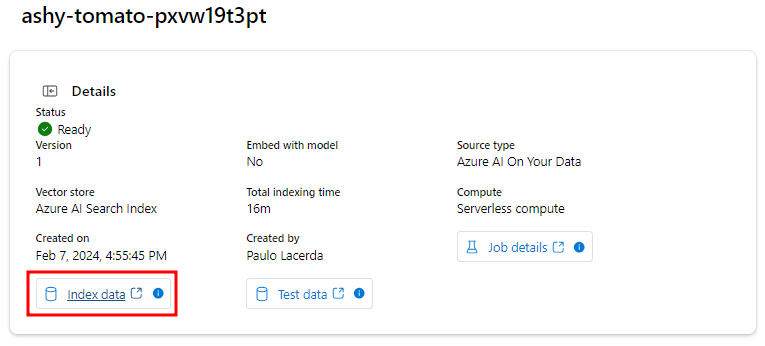 ashy-tomato-pxvw19t3pt
Details
Status
Ready
Version
1
Embed with model
No
Source type
Azure AI On Your Data
Vector store
Azure AI Search Index
Total indexing time
16m
Compute
Serverless compute
Created on
Feb 7, 2024, 4:55:45 PM
Created by
Paulo Lacerda
Job details
Index data
Test data